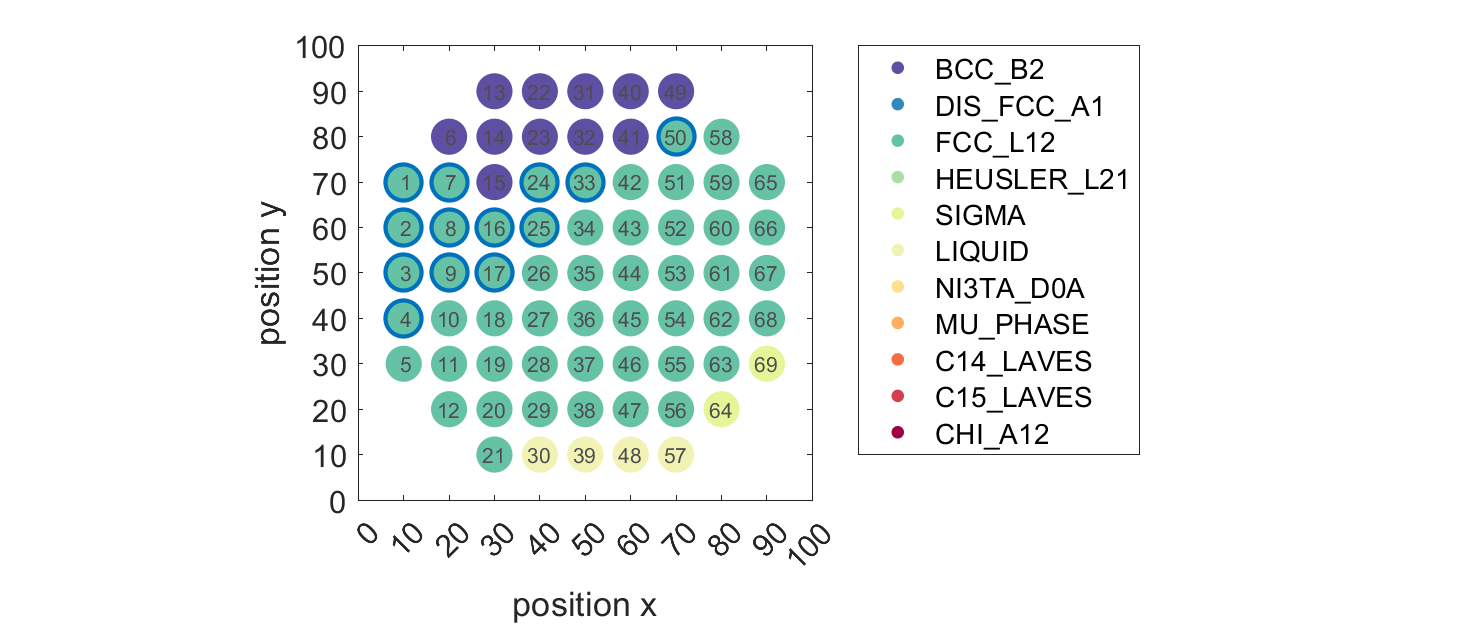 100
90
80
70
60
50
40
30
20
10
0
position y
13 22 31 40 49
6 14 23 32 41 50 58
1 7 15 24 33 42 51 59 65
2 8 16 25 34 43 52 60 66
3 9 17 26 35 44 53 61 67
4 10 18 27 36 45 54 62 68
5 11 19 28 37 46 55 63 69
12 20 29 38 47 56 64
21 30 39 48 57
0 10 20 30 40 50 60 70 80 90 100
position x
BCC_B2
DIS_FCC_A1
FCC_L12
HEUSLER_L21
SIGMA
LIQUID
NI3TA_D0A
MU_PHASE
C14_LAVES
C15_LAVES
CHI_A12